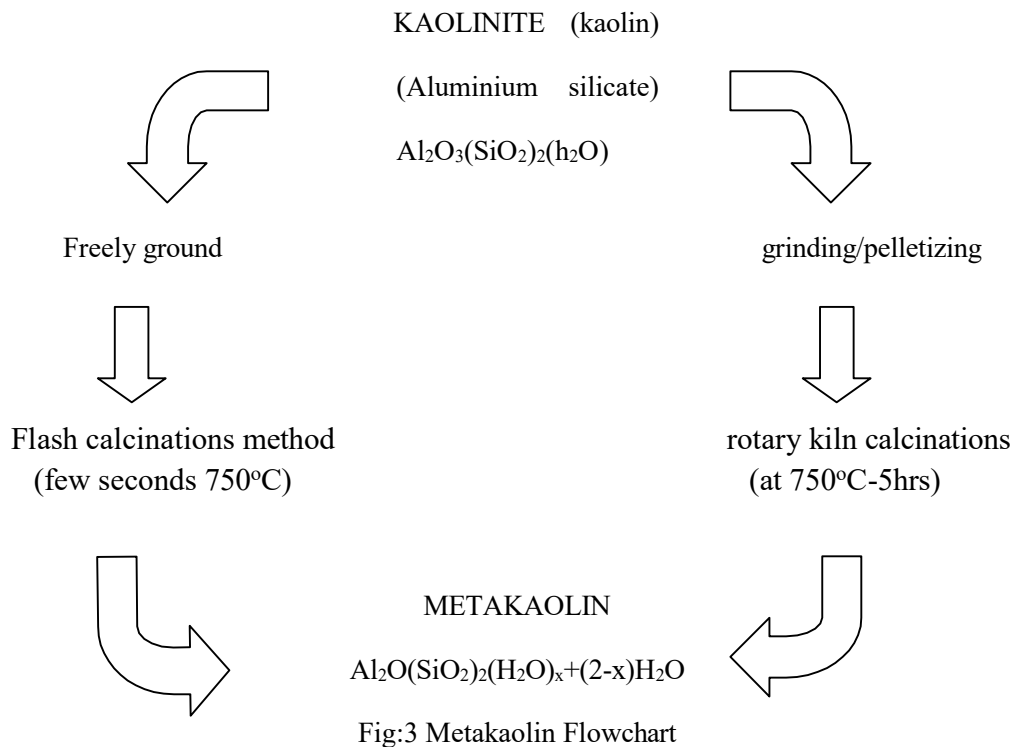 KAOLINITE (kaolin)
(Aluminium silicate)
Al₂O₃(SiO₂)₂(h₂O)
Freely ground
grinding/pelletizing
Flash calcinations method
(few seconds 750ºC)
rotary kiln calcinations
(at 750ºC-5hrs)
METAKAOLIN
Al₂O(SiO₂)₂(H₂O)ₓ+(2-x)H₂O
Fig:3 Metakaolin Flowchart